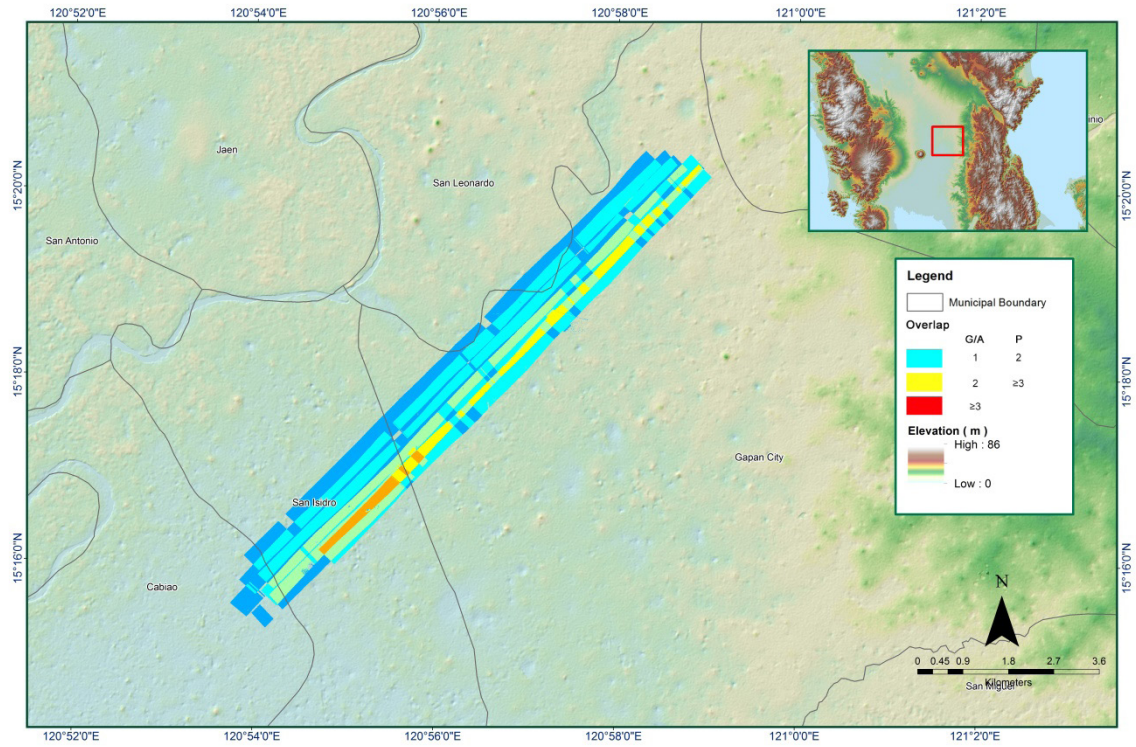 120°52'0"E 120°54'0"E 120°56'0"E 120°58'0"E 121°0'0"E 121°2'0"E
15°20'0"N
15°18'0"N
15°16'0"N
Jaen
San Leonardo
San Antonio
Gapan City
San Isidro
Cabiao
San Miguel
inio
Legend
Municipal Boundary
Overlap
G/A P
1 2
2 ≥3
≥3
Elevation ( m )
High : 86
Low : 0
N
0 0.45 0.9 1.8 2.7 3.6
Kilometers
15°20'0"N
15°18'0"N
15°16'0"N
120°52'0"E 120°54'0"E 120°56'0"E 120°58'0"E 121°0'0"E 121°2'0"E